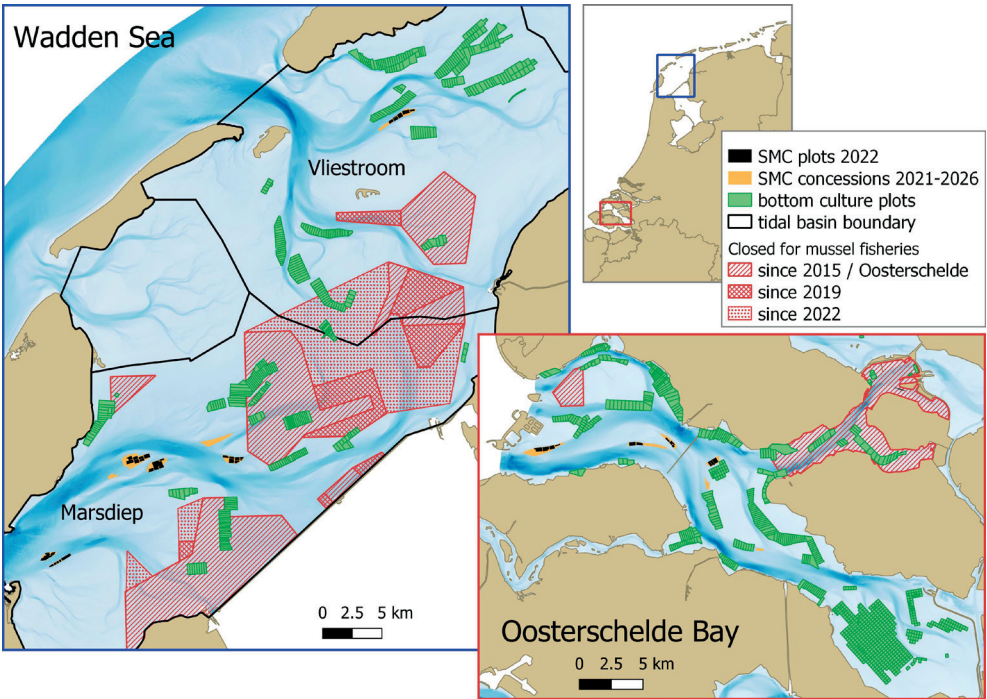 Wadden Sea
Vliestroom
Marsdiep
0 2.5 5 km
SMC plots 2022
SMC concessions 2021-2026
bottom culture plots
tidal basin boundary
Closed for mussel fisheries
since 2015 / Oosterschelde
since 2019
since 2022
Oosterschelde Bay
0 2.5 5 km